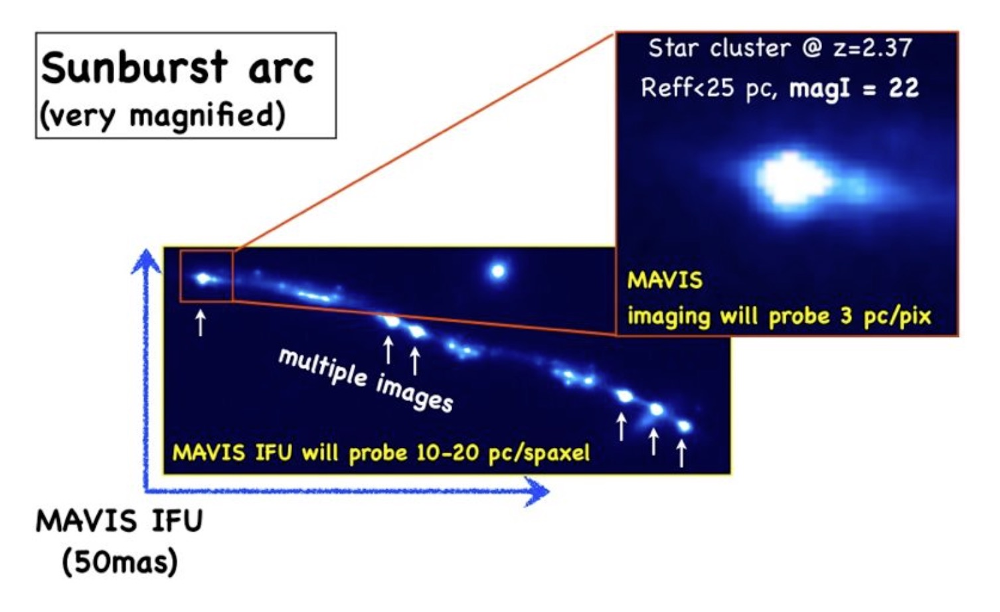 Sunburst arc
(very magnified)
Star cluster @ z=2.37
Reff<25 pc, magI = 22
MAVIS
imaging will probe 3 pc/pix
multiple images
MAVIS IFU will probe 10-20 pc/spaxel
MAVIS IFU
(50mas)